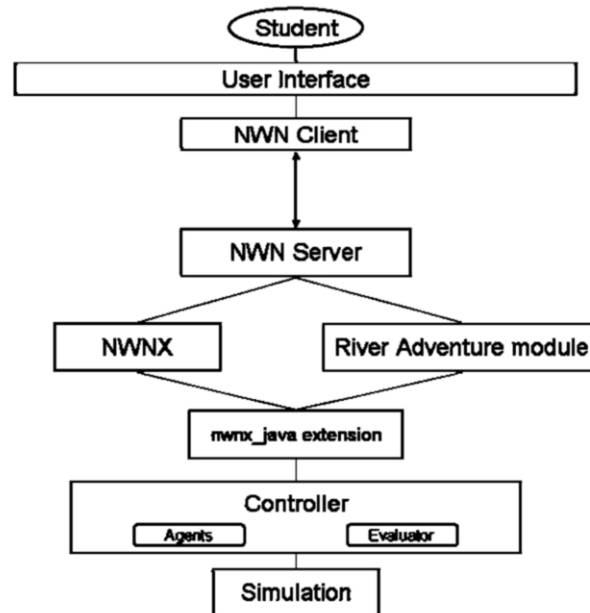 Student
User Interface
NWN Client
NWN Server
NWNX
River Adventure module
nwnx_java extension
Controller
Agents
Evaluator
Simulation